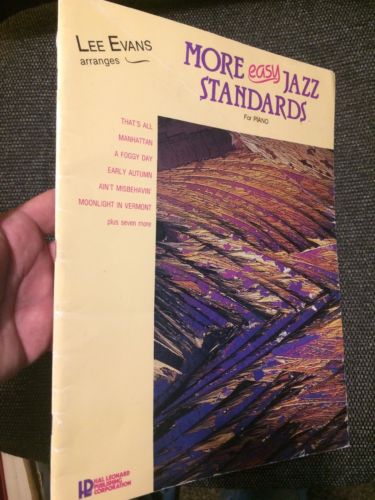 LEE EVANS
arranges
MORE easy JAZZ
STANDARDS
For PIANO
THAT'S ALL
MANHATTAN
A FOGGY DAY
EARLY AUTUMN
AIN'T MISBEHAVIN'
MOONLIGHT IN VERMONT
plus seven more
HAL LEONARD
PUBLISHING
CORPORATION